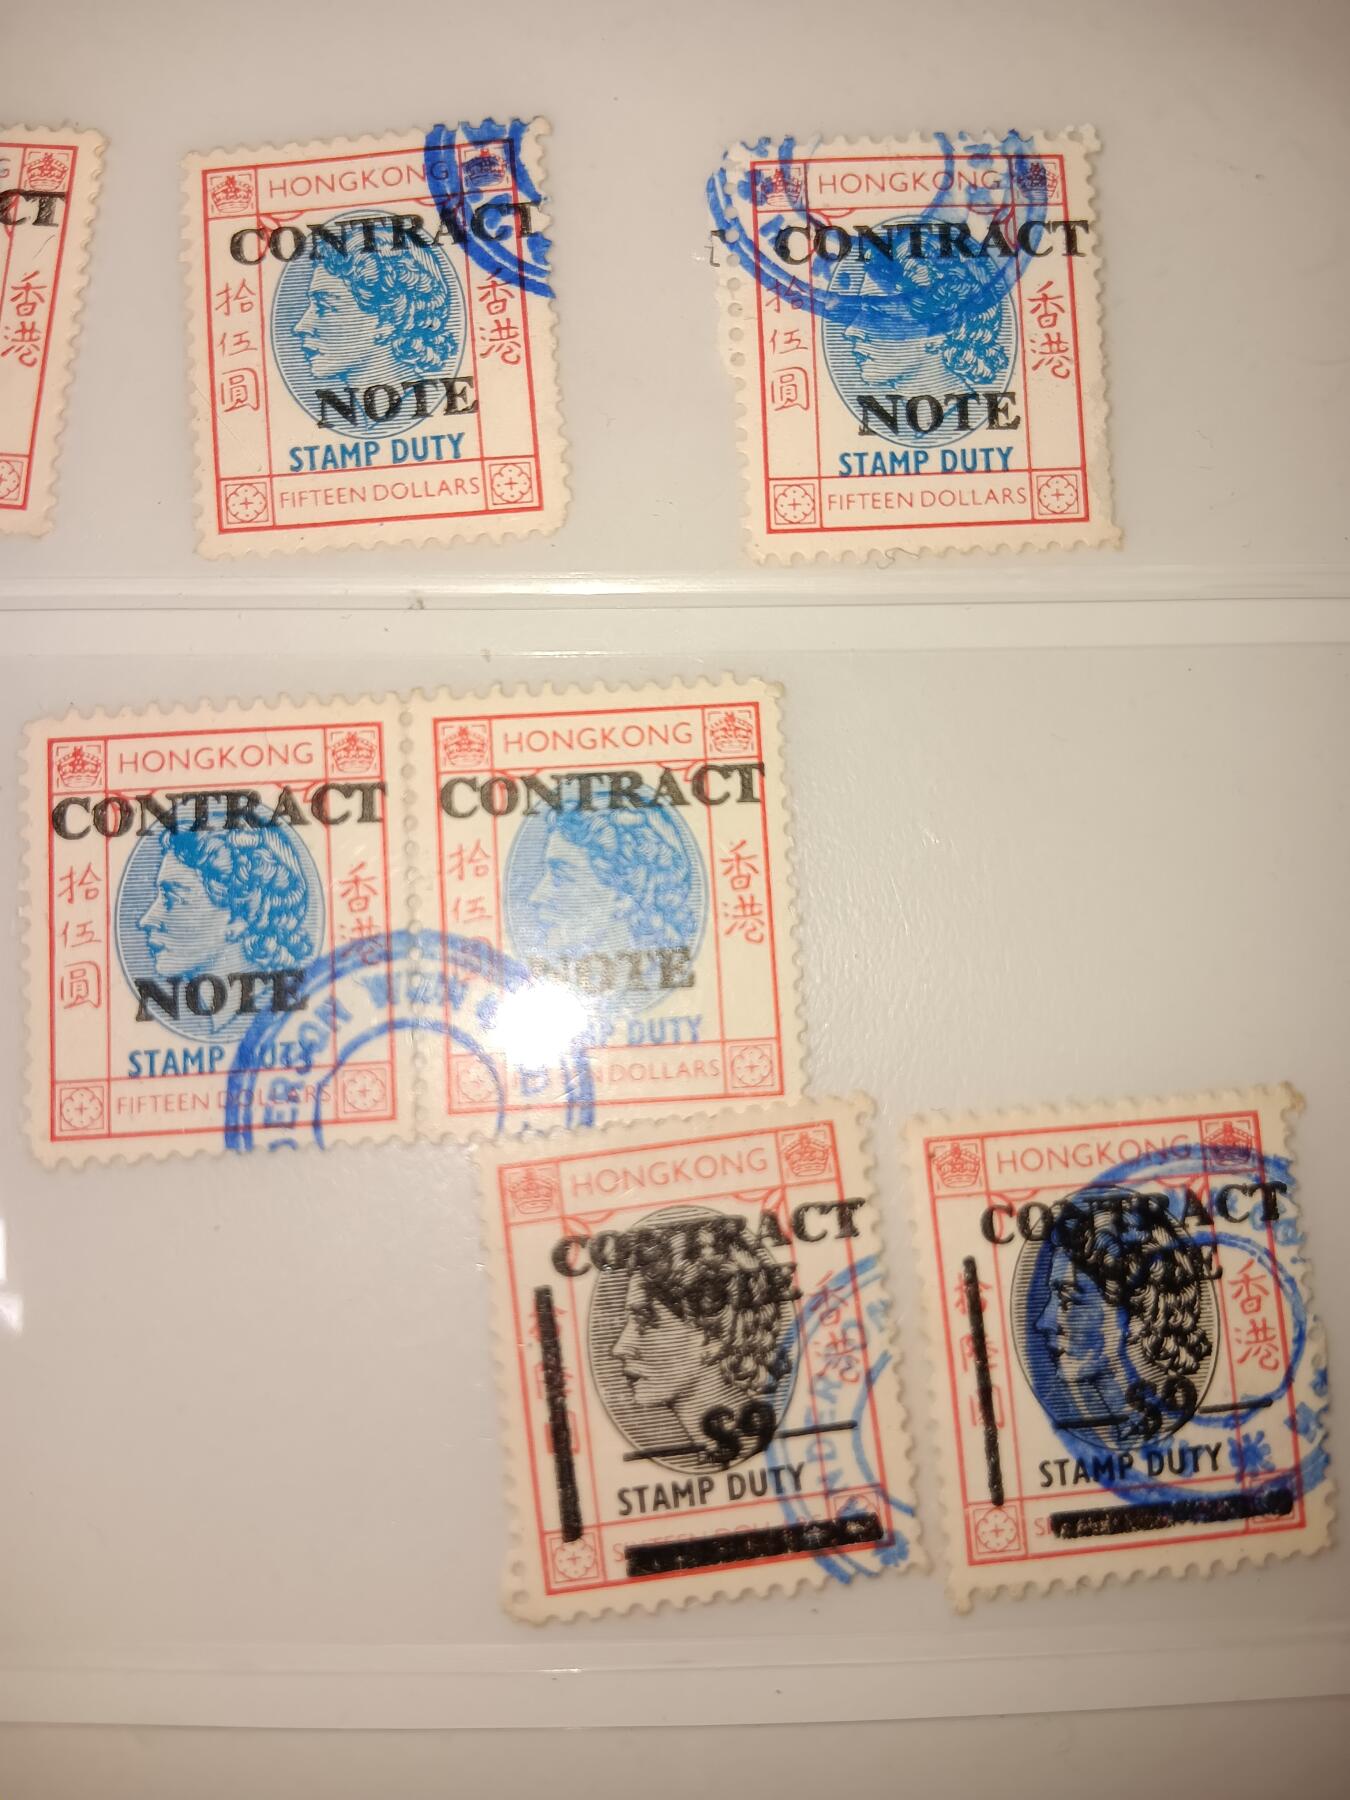 CT
香港
HONGKONG
CONTRACT
拾伍圓
香港
NOTE
STAMP DUTY
FIFTEEN DOLLARS
HONGKONG
CONTRACT
拾伍圓
香港
NOTE
STAMP DUTY
FIFTEEN DOLLARS
HONGKONG
CONTRACT
拾伍圓
香港
NOTE
STAMP DUTY
FIFTEEN DOLLARS
HONGKONG
CONTRACT
拾伍
香港
NOTE
DUTY
DOLLARS
HONGKONG
CONTRACT
NOTE
香港
$9
STAMP DUTY
HONGKONG
CONTRACT
香港
$9
STAMP DUTY